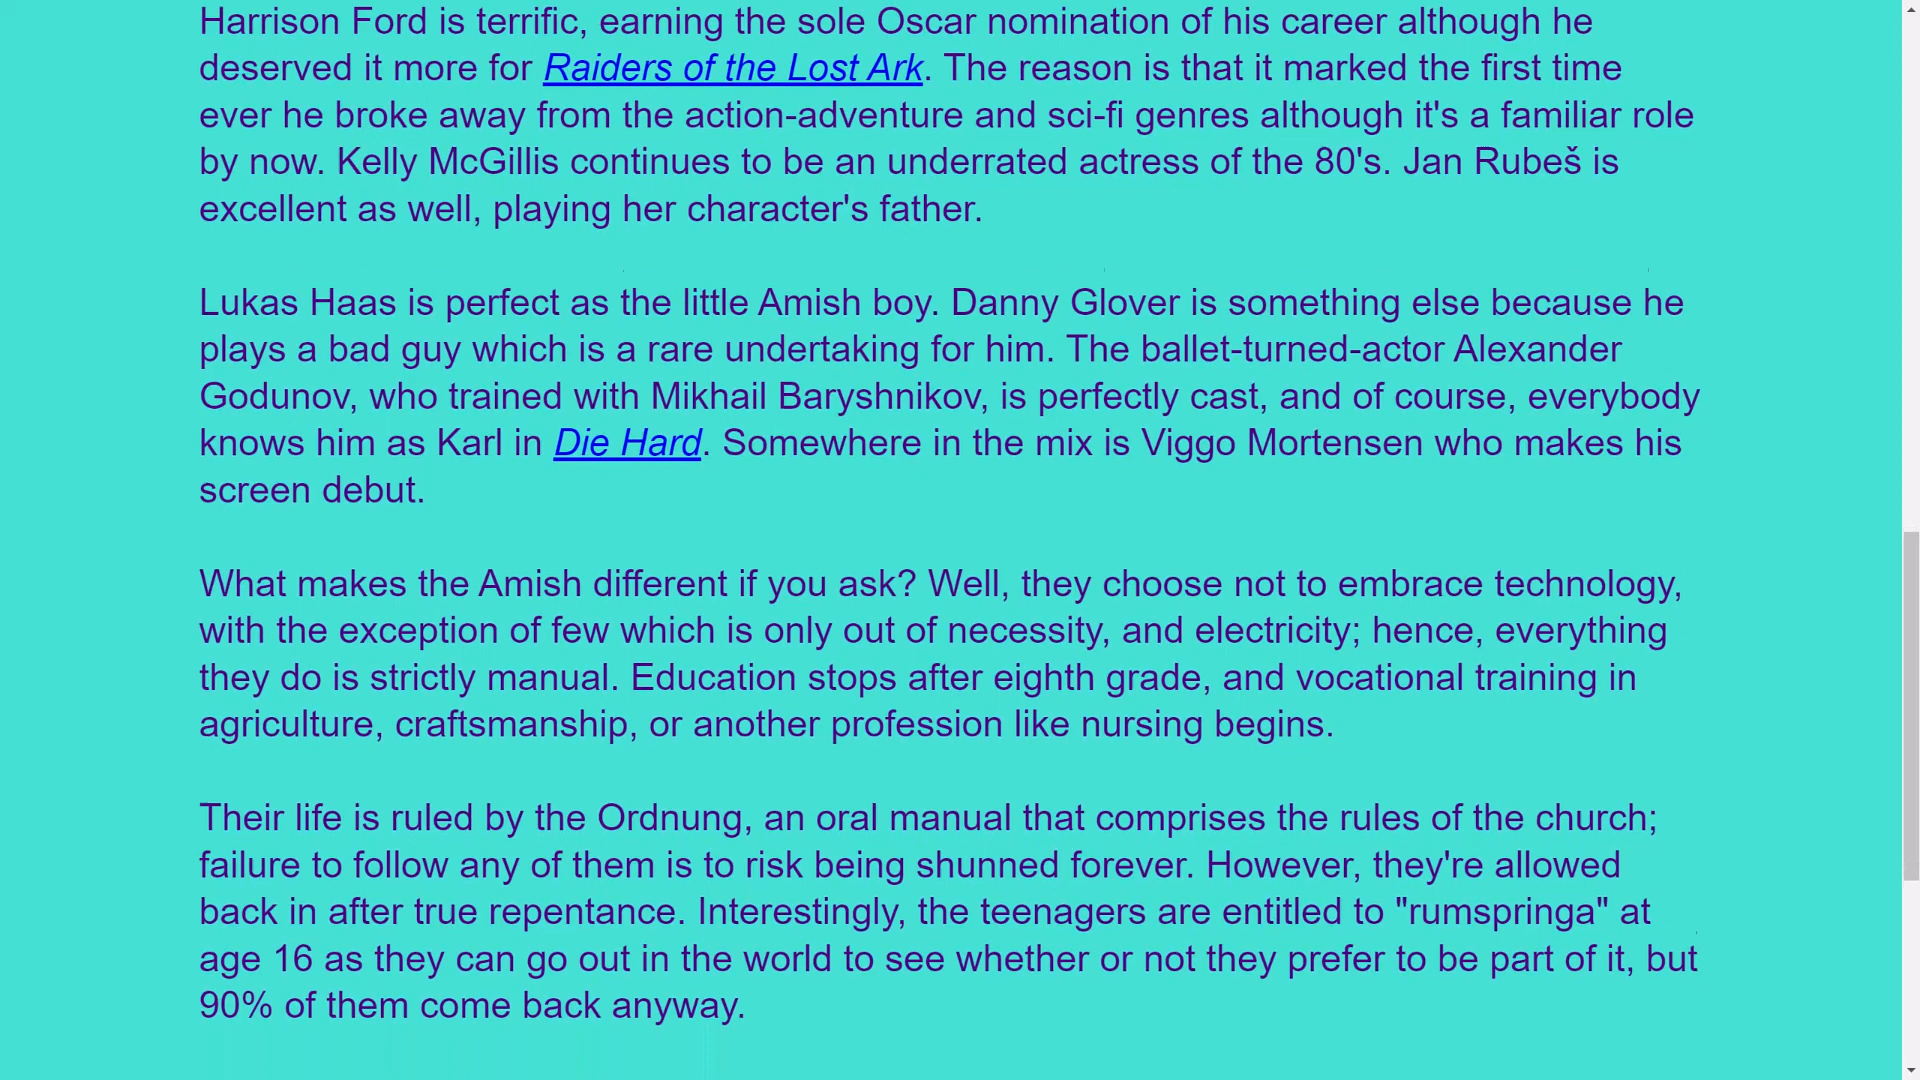 Harrison Ford is terrific, earning the sole Oscar nomination of his career although he
deserved it more for Raiders of the Lost Ark. The reason is that it marked the first time
ever he broke away from the action-adventure and sci-fi genres although it's a familiar role
by now. Kelly McGillis continues to be an underrated actress of the 80's. Jan Rubeš is
excellent as well, playing her character's father.
Lukas Haas is perfect as the little Amish boy. Danny Glover is something else because he
plays a bad guy which is a rare undertaking for him. The ballet-turned-actor Alexander
Godunov, who trained with Mikhail Baryshnikov, is perfectly cast, and of course, everybody
knows him as Karl in Die Hard. Somewhere in the mix is Viggo Mortensen who makes his
screen debut.
What makes the Amish different if you ask? Well, they choose not to embrace technology,
with the exception of few which is only out of necessity, and electricity; hence, everything
they do is strictly manual. Education stops after eighth grade, and vocational training in
agriculture, craftsmanship, or another profession like nursing begins.
Their life is ruled by the Ordnung, an oral manual that comprises the rules of the church;
failure to follow any of them is to risk being shunned forever. However, they're allowed
back in after true repentance. Interestingly, the teenagers are entitled to "rumspringa" at
age 16 as they can go out in the world to see whether or not they prefer to be part of it, but
90% of them come back anyway.